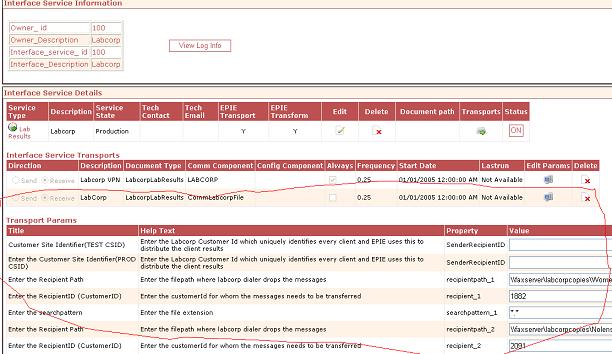 Interface Service Information
Owner_ id 100
Owner_Description Labcorp
Interface_service_ id 100
Interface_Description Labcorp
View Log Info
Interface Service Details
Service Type Description Service State Tech Contact Tech Email EPIE Transport EPIE Transform Edit Delete Document path Transports Status
Lab Results Labcorp Production Y Y ON
Interface Service Transports
Direction Description Document Type Comm Component Config Component Always Frequency Start Date Lastrun Edit Params Delete
Send Receive Labcorp VPN LabcorpLabResults LABCORP 0.25 01/01/2005 12:00:00 AM Not Available
Send Receive LabCorp LabcorpLabResults CommLabcorpFile 0.25 01/01/2005 12:00:00 AM Not Available
Transport Params
Title Help Text Property Value
Customer Site Identifier(TEST CSID) Enter the Labcorp Customer Id which uniquely identifies every client and EPIE uses this to distribute the client results SenderRecipientID
Enter the Customer Site Identifier(PROD CSID) Enter the Labcorp Customer Id which uniquely identifies every client and EPIE uses this to distribute the client results SenderRecipientID
Enter the Recipient Path Enter the filepath where labcorp dialer drops the messages recipientpath_1 \\faxserver\labcorpcopies\Wome
Enter the RecipientID (CustomerID) Enter the customerId for whom the messages needs to be transferred recipient_1 1882
Enter the searchpattern Enter the file extension searchpattern_1 *.*
Enter the Recipient Path Enter the filepath where labcorp dialer drops the messages recipientpath_2 \\faxserver\labcorpcopies\Nolen
Enter the RecipientID (CustomerID) Enter the customerId for whom the messages needs to be transferred recipient_2 2091